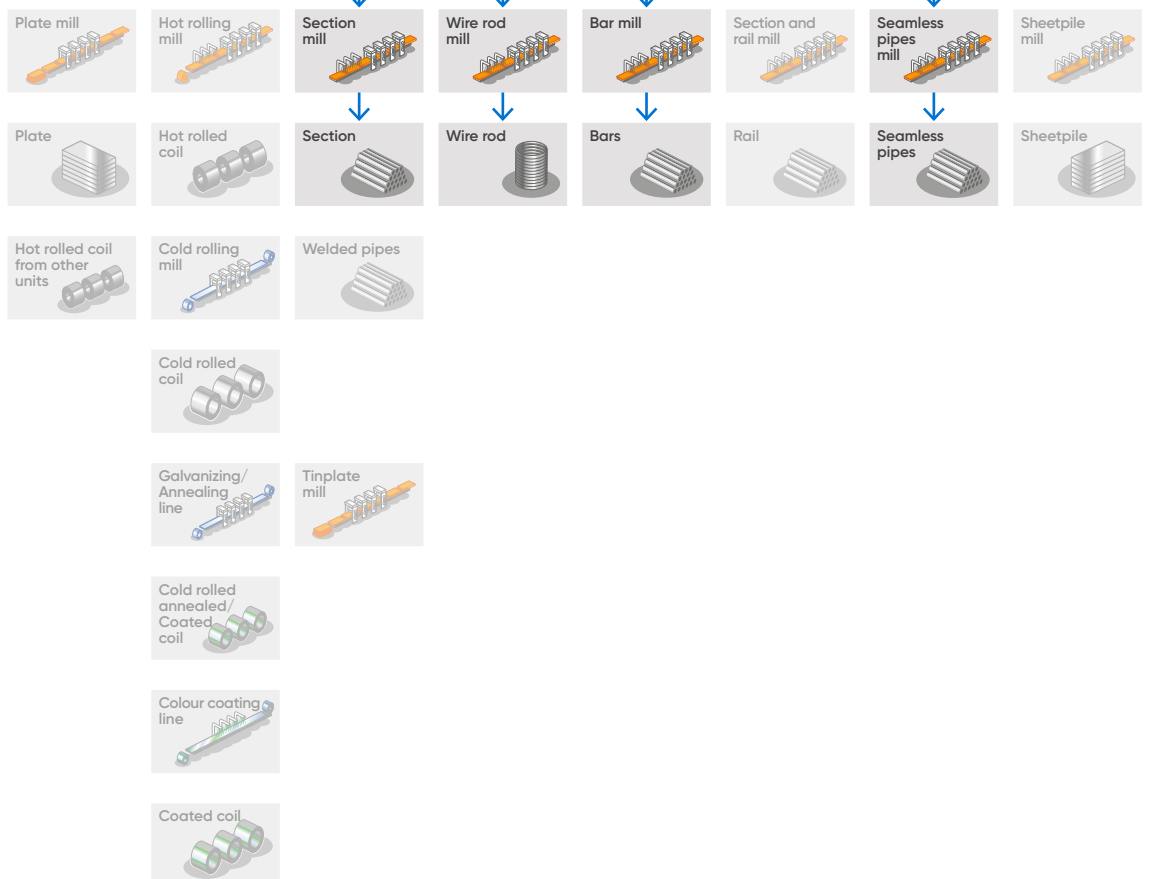 Plate mill
Hot rolling
mill
Section
mill
Wire rod
mill
Bar mill
Section and
rail mill
Seamless
pipes
mill
Sheetpile
mill
Plate
Hot rolled
coil
Section
Wire rod
Bars
Rail
Seamless
pipes
Sheetpile
Hot rolled coil
from other
units
Cold rolling
mill
Welded pipes
Cold rolled
coil
Galvanizing/
Annealing
line
Tinplate
mill
Cold rolled
annealed/
Coated
coil
Colour coating
line
Coated coil